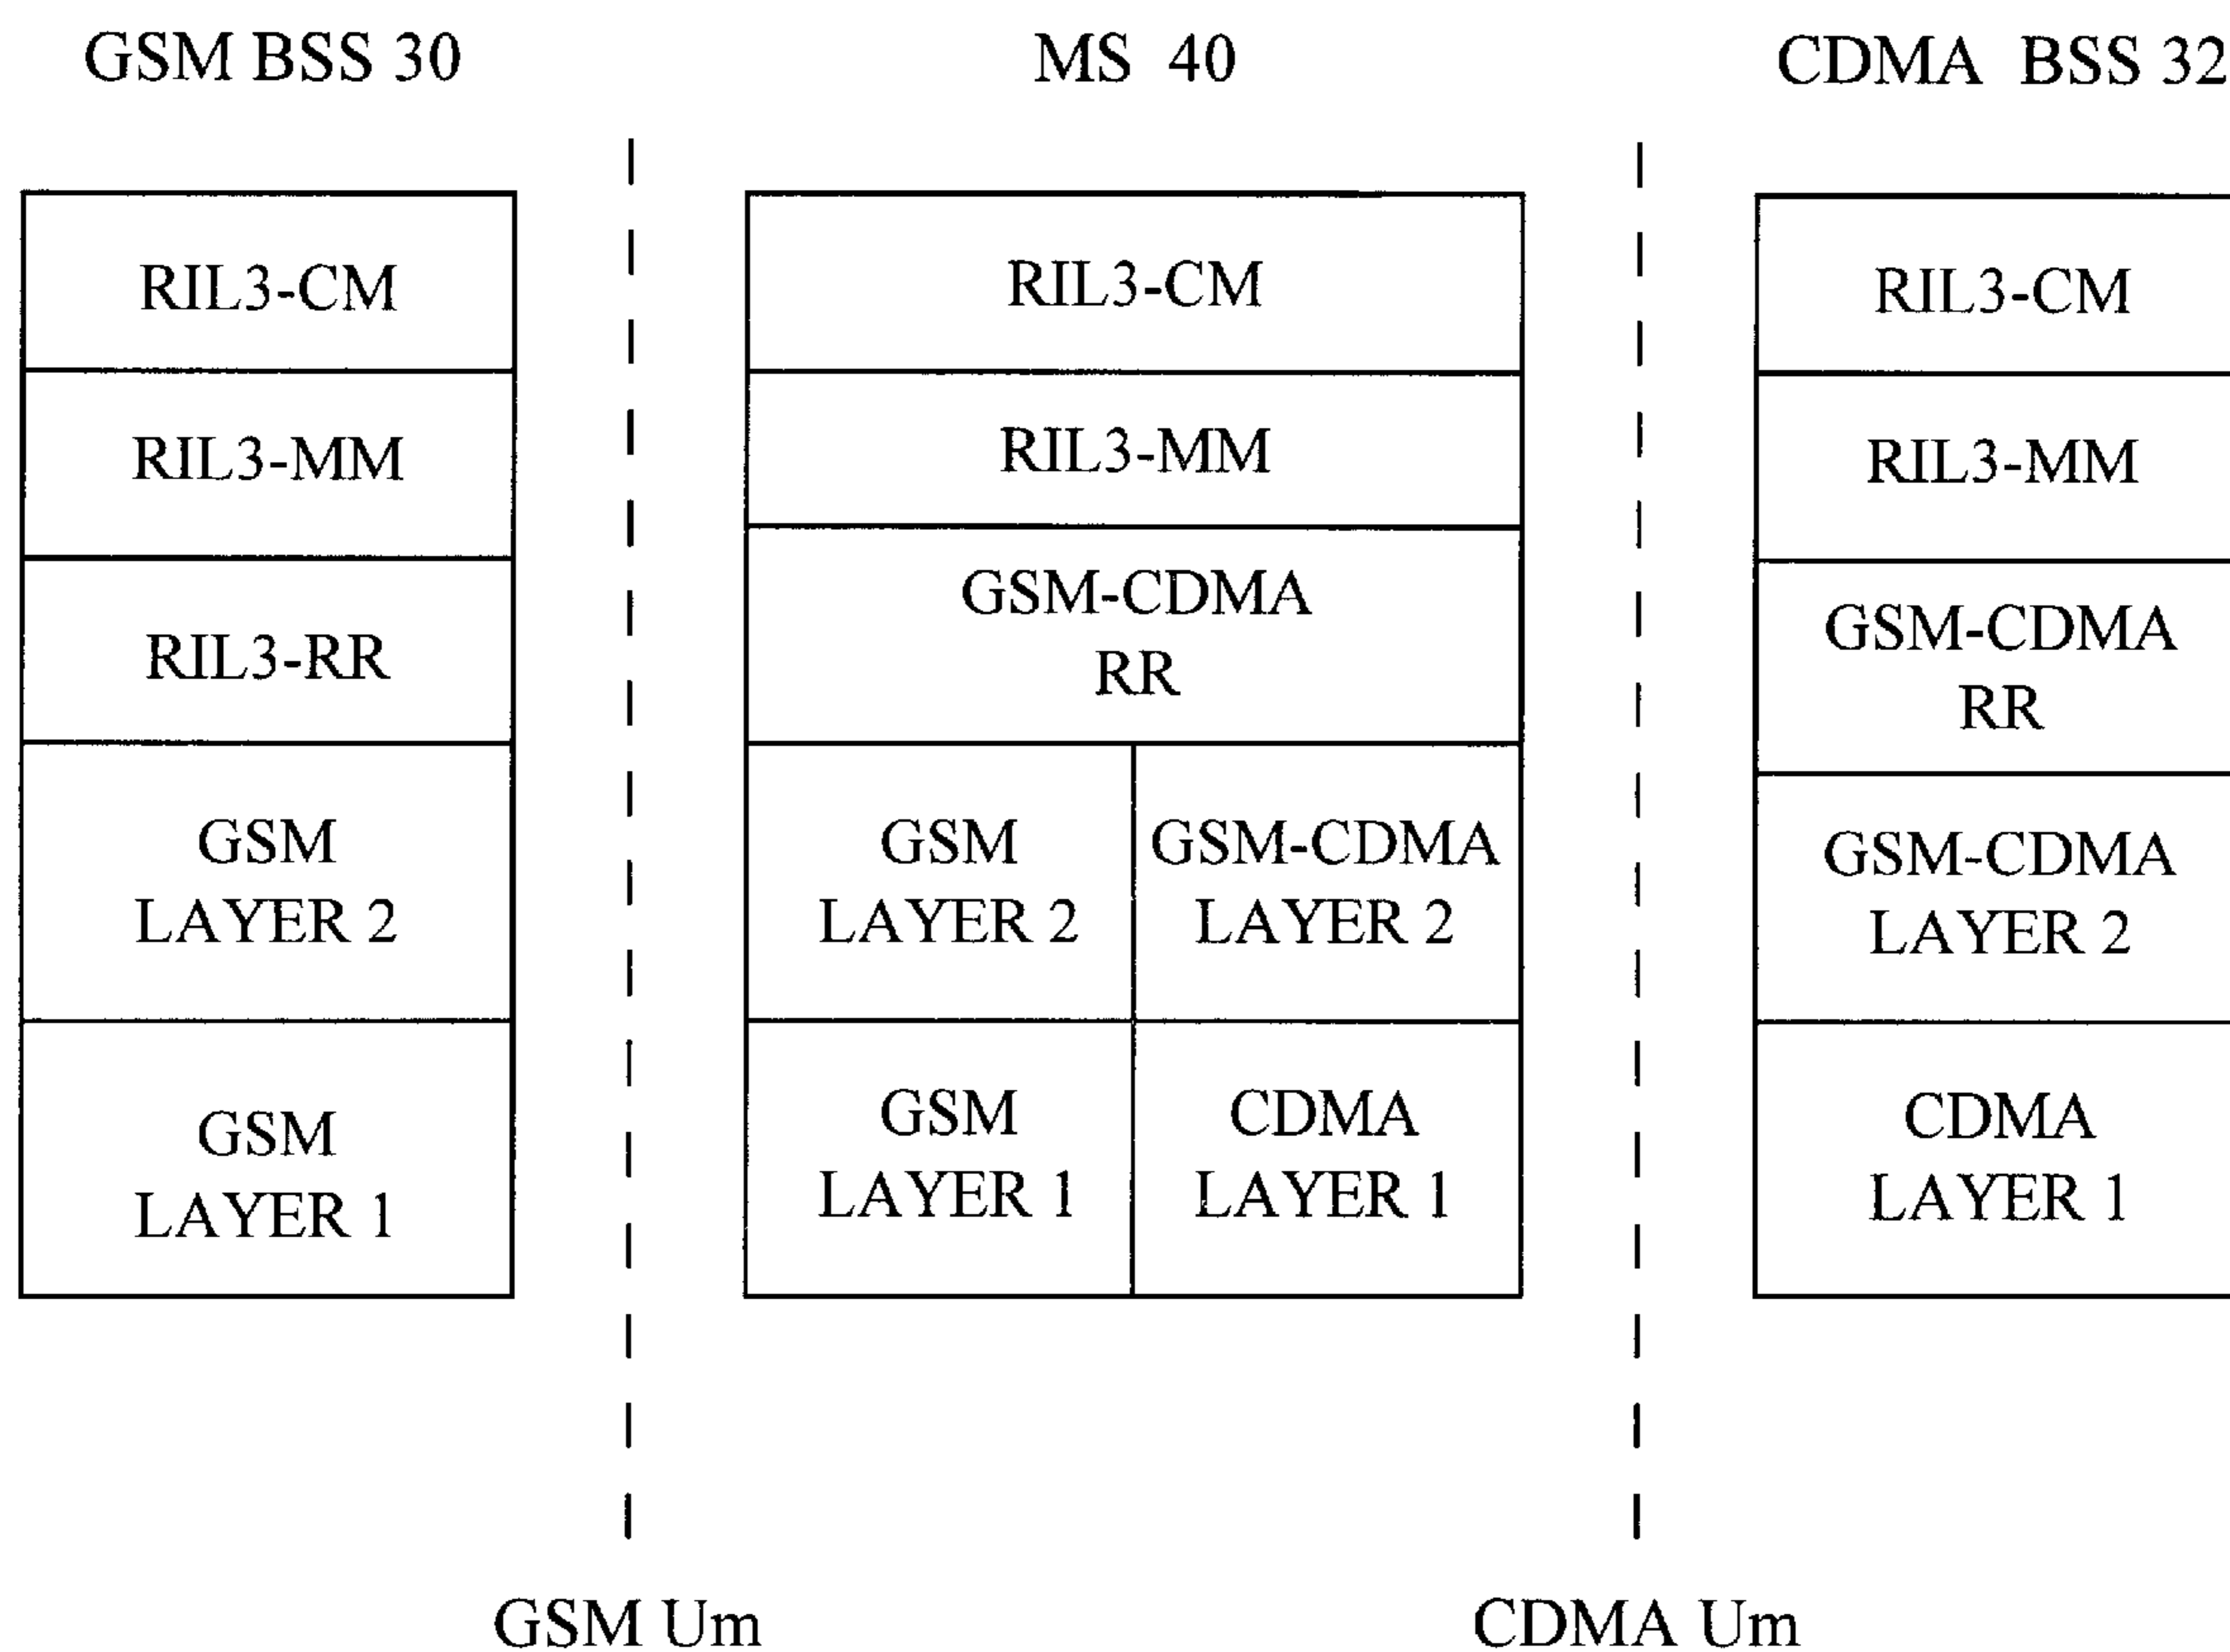 GSM BSS 30
MS 40
CDMA BSS 32
RIL3-CM
RIL3-MM
RIL3-RR
GSM
LAYER 2
GSM
LAYER 1
RIL3-CM
RIL3-MM
GSM-CDMA
RR
GSM
LAYER 2
GSM-CDMA
LAYER 2
GSM
LAYER 1
CDMA
LAYER 1
RIL3-CM
RIL3-MM
GSM-CDMA
RR
GSM-CDMA
LAYER 2
CDMA
LAYER 1
GSM Um
CDMA Um